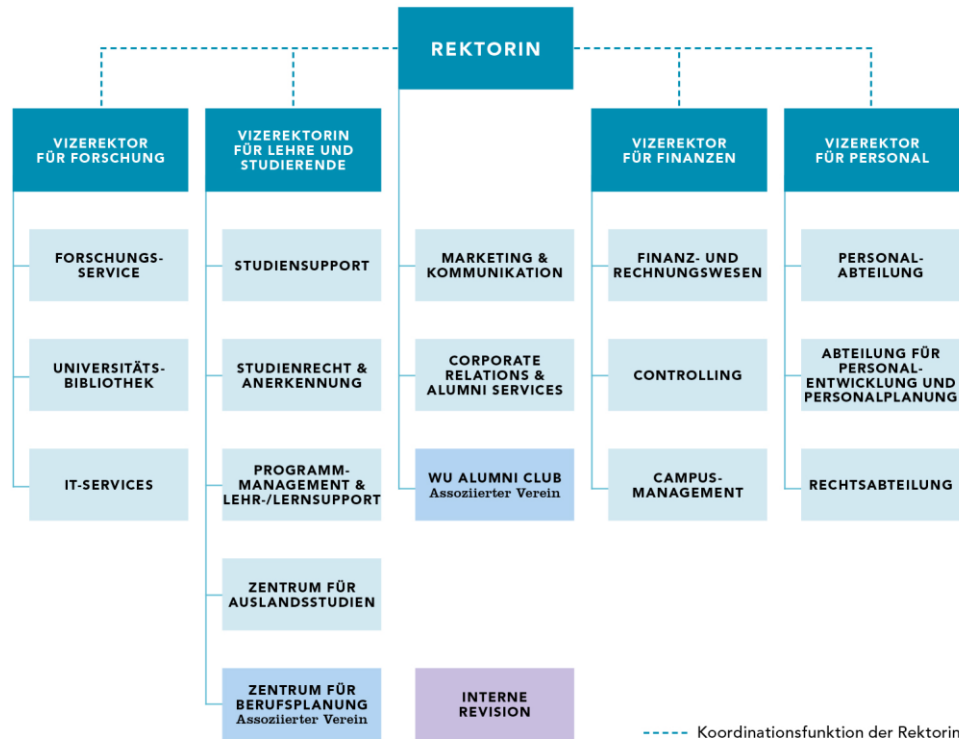 REKTORIN
VIZEREKTOR
FÜR FORSCHUNG
VIZEREKTORIN
FÜR LEHRE UND
STUDIERENDE
VIZEREKTOR
FÜR FINANZEN
VIZEREKTOR
FÜR PERSONAL
FORSCHUNGS-
SERVICE
STUDIENSUPPORT
MARKETING &
KOMMUNIKATION
FINANZ- UND
RECHNUNGSWESEN
PERSONAL-
ABTEILUNG
UNIVERSITÄTS-
BIBLIOTHEK
STUDIENRECHT &
ANERKENNUNG
CORPORATE
RELATIONS &
ALUMNI SERVICES
CONTROLLING
ABTEILUNG FÜR
PERSONAL-
ENTWICKLUNG UND
PERSONALPLANUNG
IT-SERVICES
PROGRAMM-
MANAGEMENT &
LEHR-/LERNSUPPORT
WU ALUMNI CLUB
Assoziierter Verein
CAMPUS-
MANAGEMENT
RECHTSABTEILUNG
ZENTRUM FÜR
AUSLANDSSTUDIEN
ZENTRUM FÜR
BERUFSPLANUNG
Assoziierter Verein
INTERNE
REVISION
Koordinationsfunktion der Rektorin